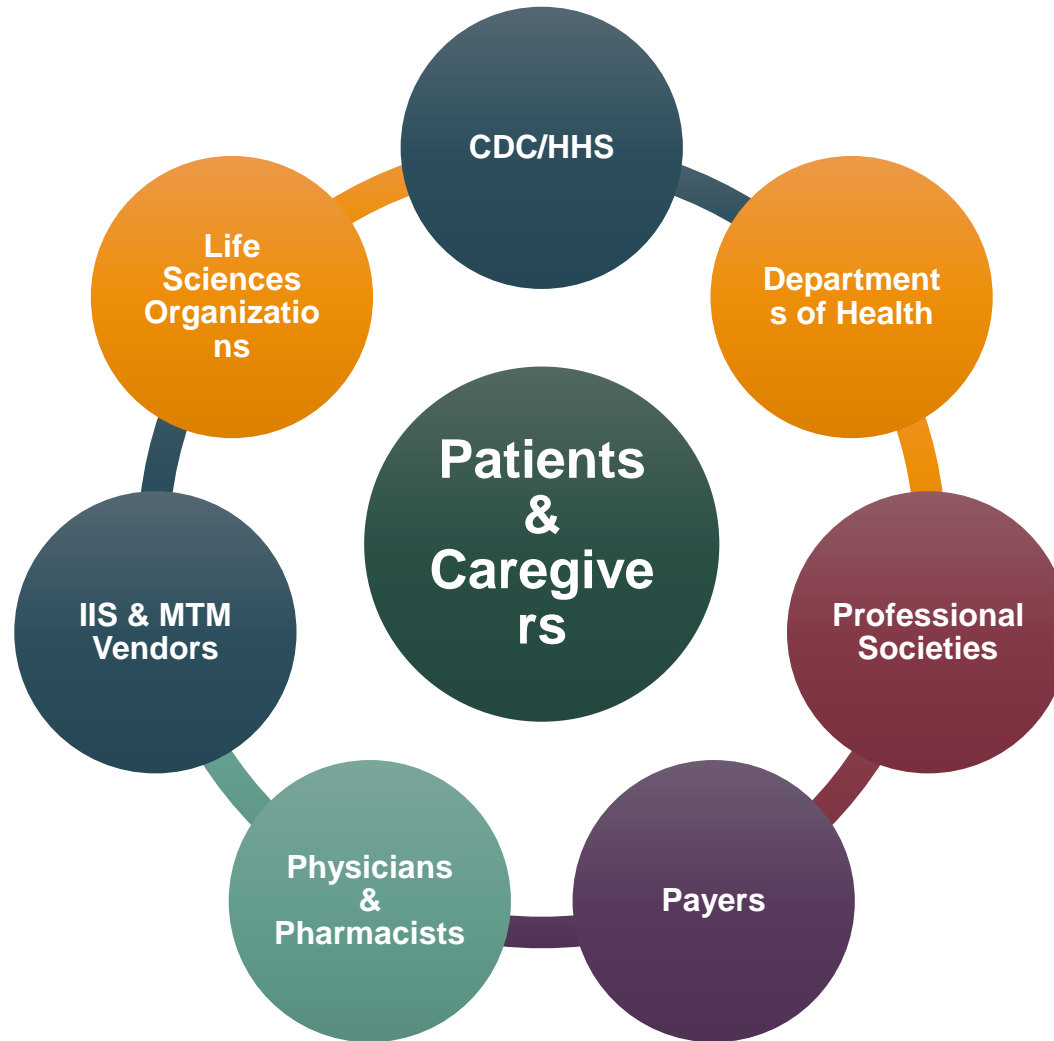 CDC/HHS
Department
s of Health
Professional
Societies
Payers
Physicians
&
Pharmacists
IIS & MTM
Vendors
Life
Sciences
Organizatio
ns
Patients
&
Caregive
rs